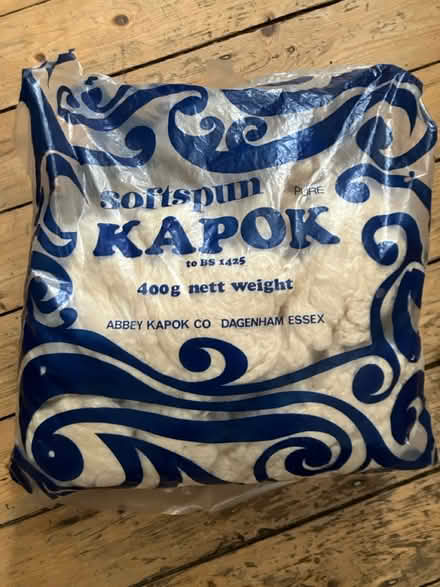 softspun PURE
KAPOK
to BS 1425
400g nett weight
ABBEY KAPOK CO DAGENHAM ESSEX